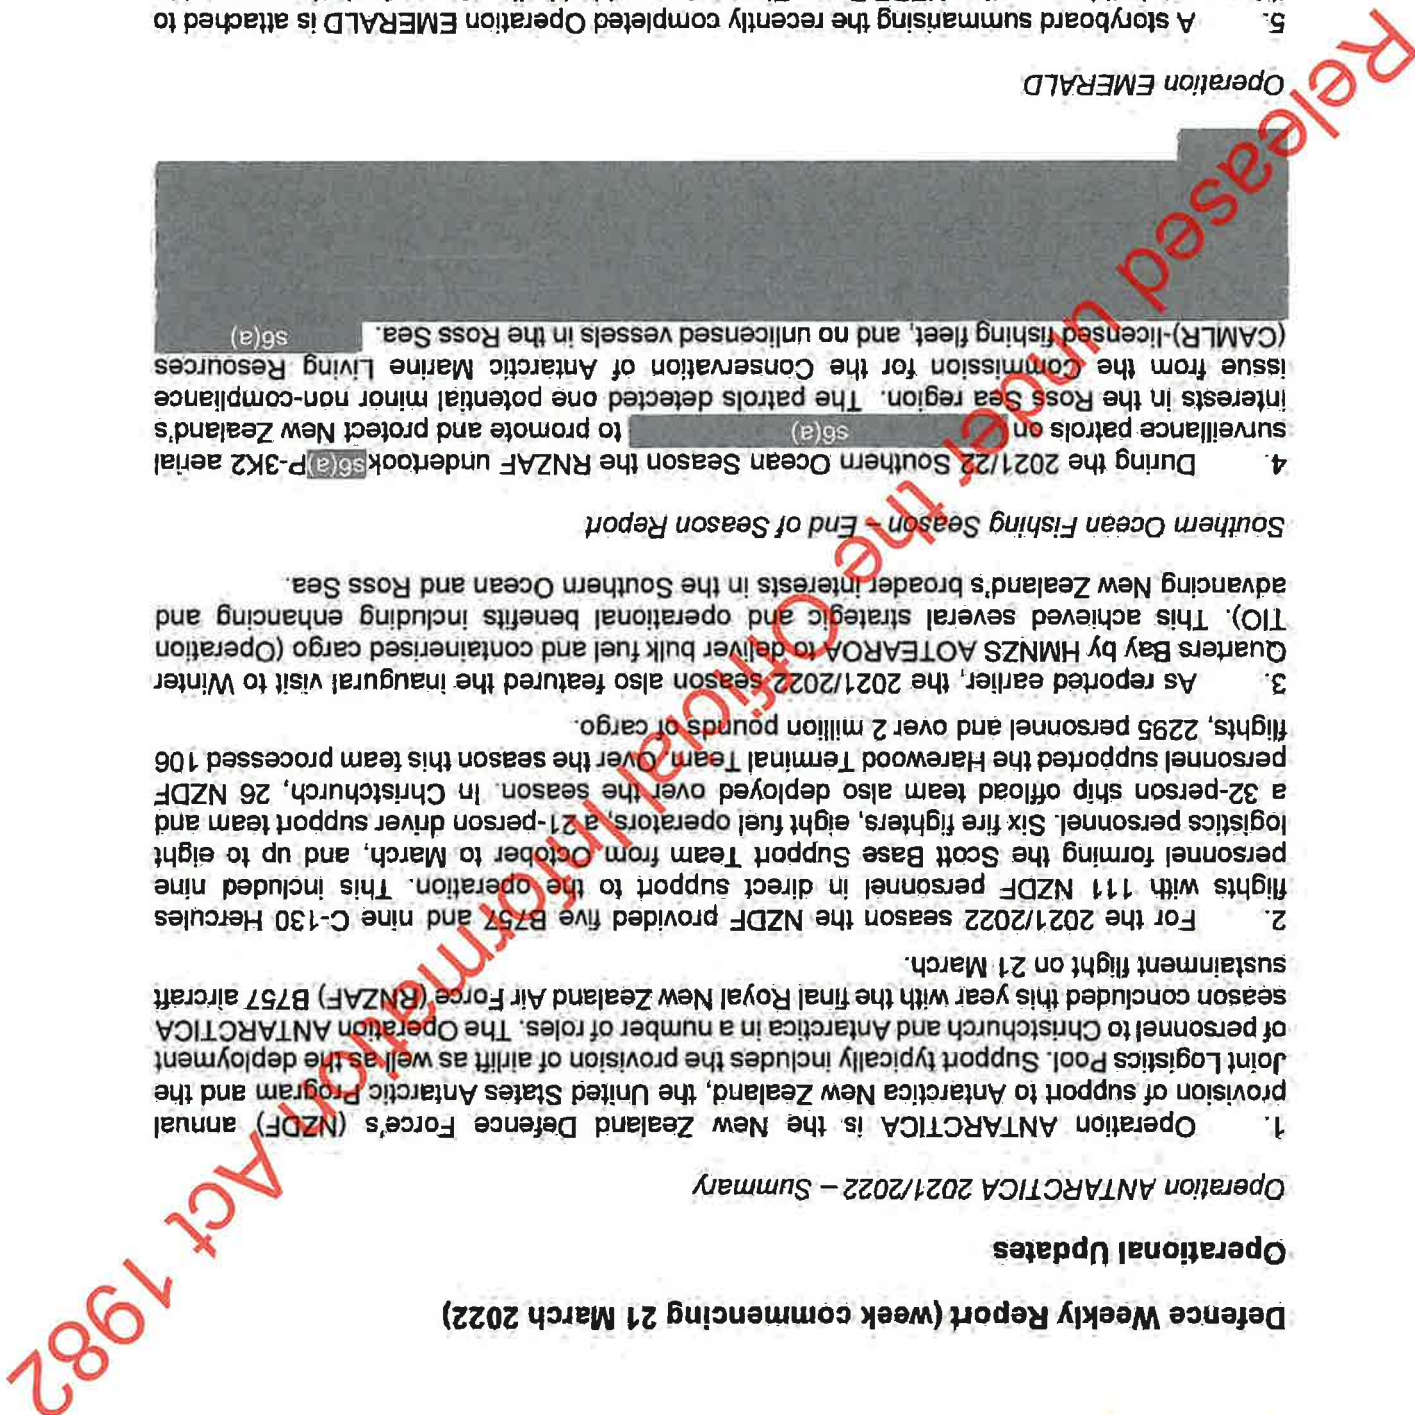 Defence Weekly Report (week commencing 21 March 2022)
Operational Updates
Operation ANTARCTICA 2021/2022 – Summary
1. Operation ANTARCTICA is the New Zealand Defence Force's (NZDF) annual
provision of support to Antarctica New Zealand, the United States Antarctic Program and the
Joint Logistics Pool. Support typically includes the provision of airlift as well as the deployment
of personnel to Christchurch and Antarctica in a number of roles. The Operation ANTARCTICA
season concluded this year with the final Royal New Zealand Air Force (RNZAF) B757 aircraft
sustainment flight on 21 March.
2. For the 2021/2022 season the NZDF provided five B757 and nine C-130 Hercules
flights with 111 NZDF personnel in direct support to the operation. This included nine
personnel forming the Scott Base Support Team from October to March, and up to eight
logistics personnel. Six fire fighters, eight fuel operators, a 21-person driver support team and
a 32-person ship offload team also deployed over the season. In Christchurch, 26 NZDF
personnel supported the Harewood Terminal Team. Over the season this team processed 106
flights, 2295 personnel and over 2 million pounds of cargo.
3. As reported earlier, the 2021/2022 season also featured the inaugural visit to Winter
Quarters Bay by HMNZS AOTEAROA to deliver bulk fuel and containerised cargo (Operation
TIO). This achieved several strategic and operational benefits including enhancing and
advancing New Zealand's broader interests in the Southern Ocean and Ross Sea.
Southern Ocean Fishing Season – End of Season Report
4. During the 2021/22 Southern Ocean Season the RNZAF undertook s6(a) P-3K2 aerial
surveillance patrols on s6(a) to promote and protect New Zealand's
interests in the Ross Sea region. The patrols detected one potential minor non-compliance
issue from the Commission for the Conservation of Antarctic Marine Living Resources
(CAMLR)-licensed fishing fleet, and no unlicensed vessels in the Ross Sea. s6(a)
Operation EMERALD
5. A storyboard summarising the recently completed Operation EMERALD is attached to
Released under the Official Information Act 1982